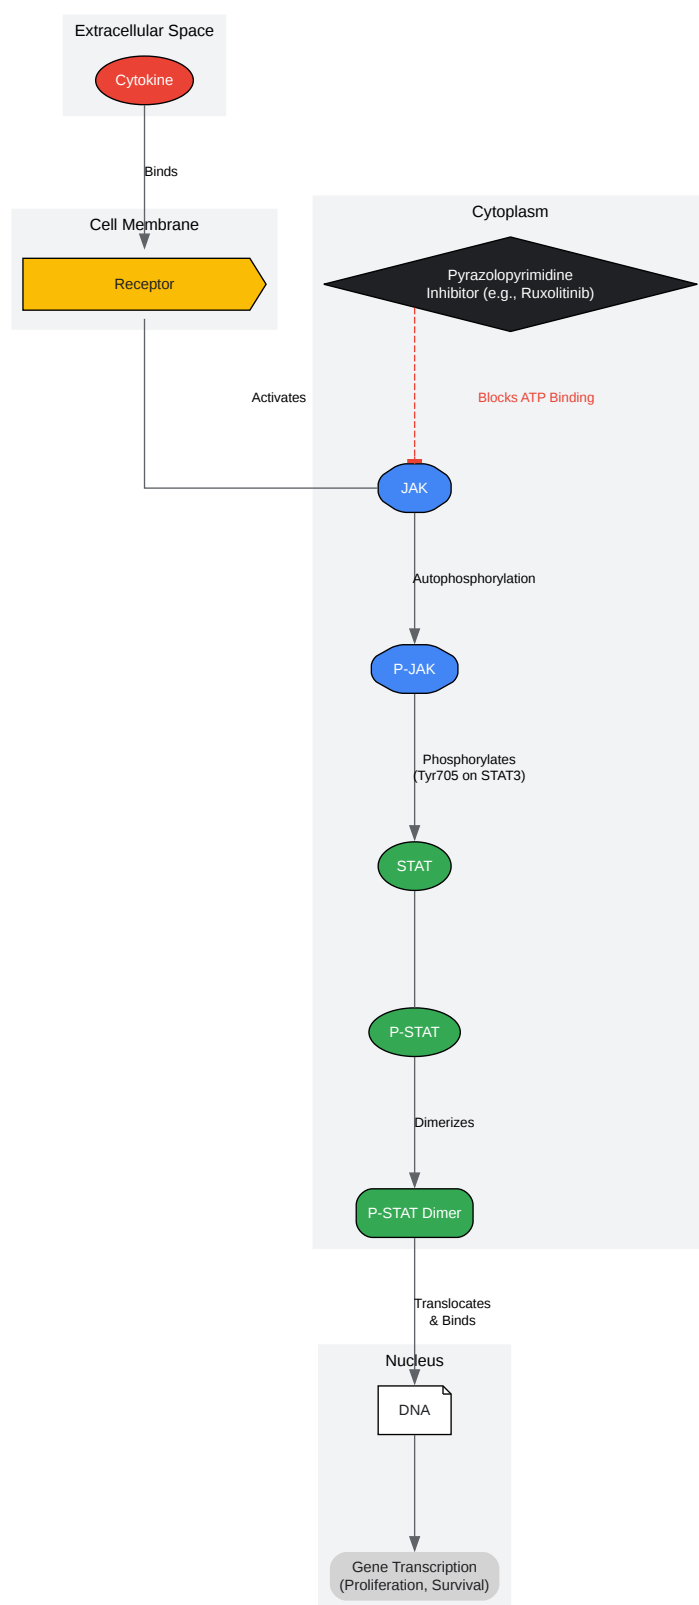 Extracellular Space
Cytokine
Binds
Cell Membrane
Receptor
Cytoplasm
Pyrazolopyrimidine
Inhibitor (e.g., Ruxolitinib)
Activates
Blocks ATP Binding
JAK
Autophosphorylation
P-JAK
Phosphorylates
(Tyr705 on STAT3)
STAT
P-STAT
Dimerizes
P-STAT Dimer
Translocates
& Binds
Nucleus
DNA
Gene Transcription
(Proliferation, Survival)